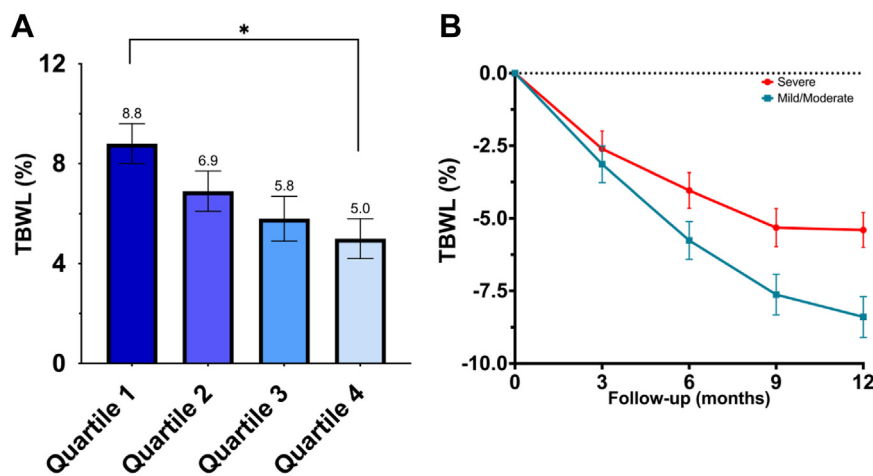 A
*
12
8
4
0
TBWL (%)
8.8
6.9
5.8
5.0
Quartile 1
Quartile 2
Quartile 3
Quartile 4
B
0.0
-2.5
-5.0
-7.5
-10.0
TBWL (%)
Severe
Mild/Moderate
0 3 6 9 12
Follow-up (months)